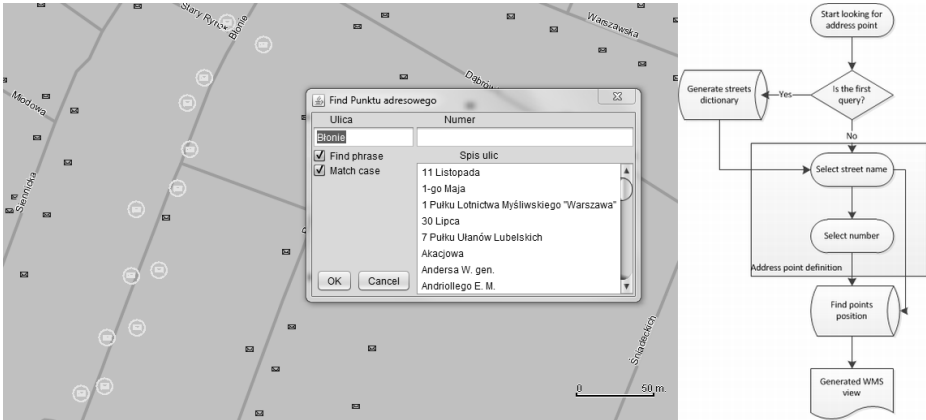 Stary Rynek
Błonie
Warszawska
Miodowa
Siennicka
Śniadeckich
0 50 m.
Find Punktu adresowego
Ulica Numer
Błonie
Find phrase
Match case
Spis ulic
11 Listopada
1-go Maja
1 Pułku Lotnictwa Myśliwskiego "Warszawa"
30 Lipca
7 Pułku Ułanów Lubelskich
Akacjowa
Andersa W. gen.
Andriollego E. M.
OK Cancel
Start looking for
address point
Is the first
query?
Yes
No
Generate streets
dictionary
Select street name
Select number
Address point definition
Find points
position
Generated WMS
view